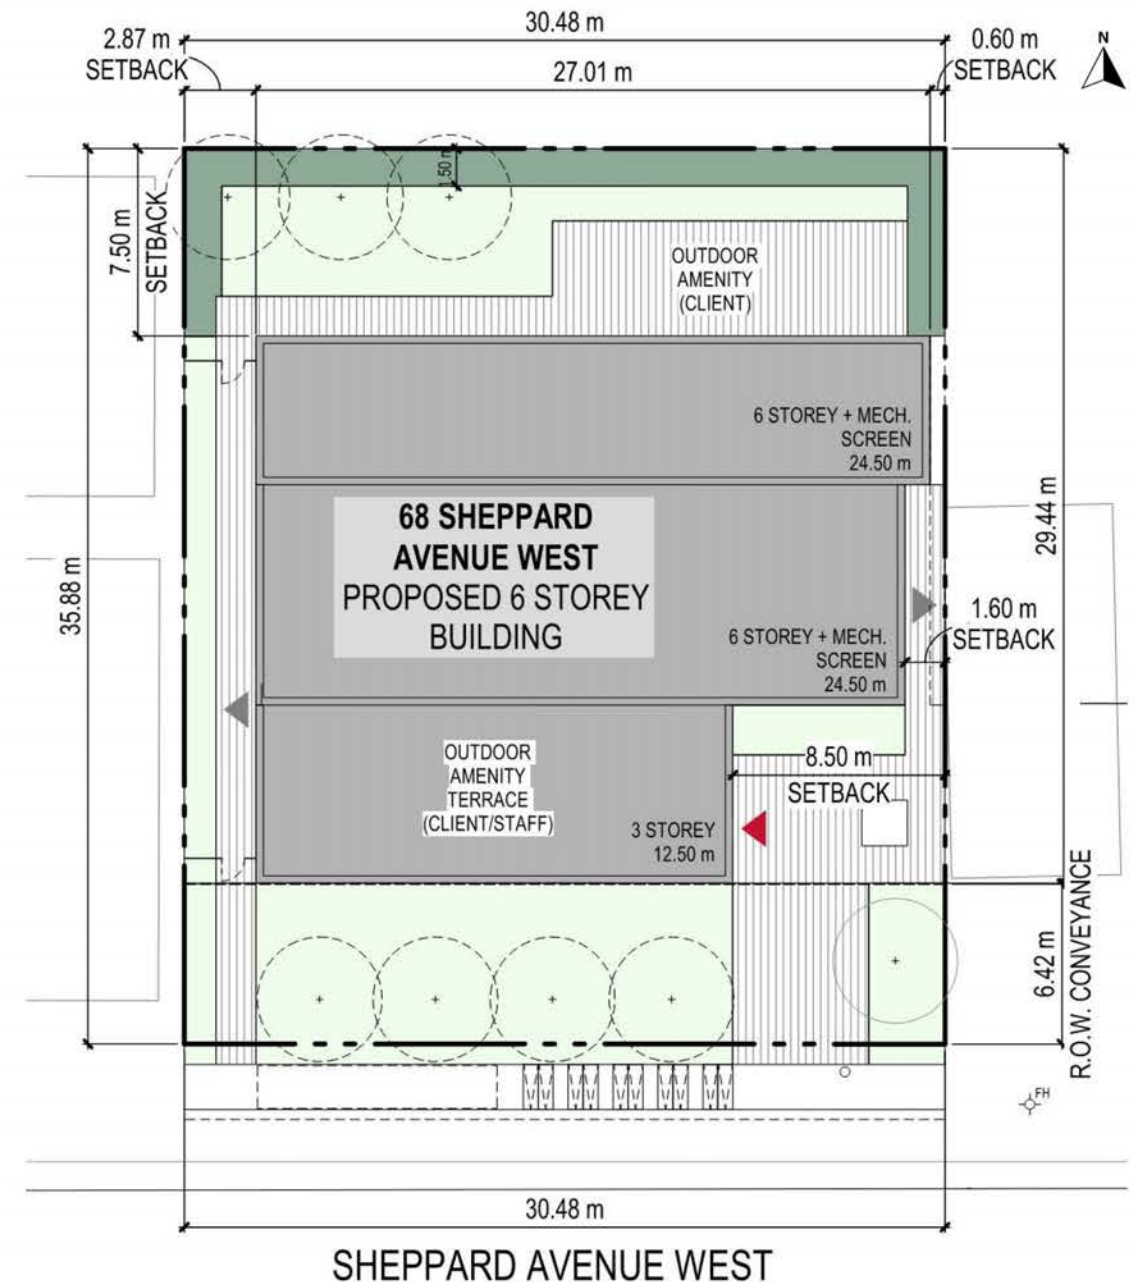 30.48 m
2.87 m
SETBACK
0.60 m
SETBACK
N
27.01 m
1.50 m
7.50 m
SETBACK
OUTDOOR
AMENITY
(CLIENT)
6 STOREY + MECH.
SCREEN
24.50 m
68 SHEPPARD
AVENUE WEST
PROPOSED 6 STOREY
BUILDING
35.88 m
29.44 m
1.60 m
SETBACK
6 STOREY + MECH.
SCREEN
24.50 m
OUTDOOR
AMENITY
TERRACE
(CLIENT/STAFF)
8.50 m
SETBACK
3 STOREY
12.50 m
6.42 m
R.O.W. CONVEYANCE
FH
30.48 m
SHEPPARD AVENUE WEST